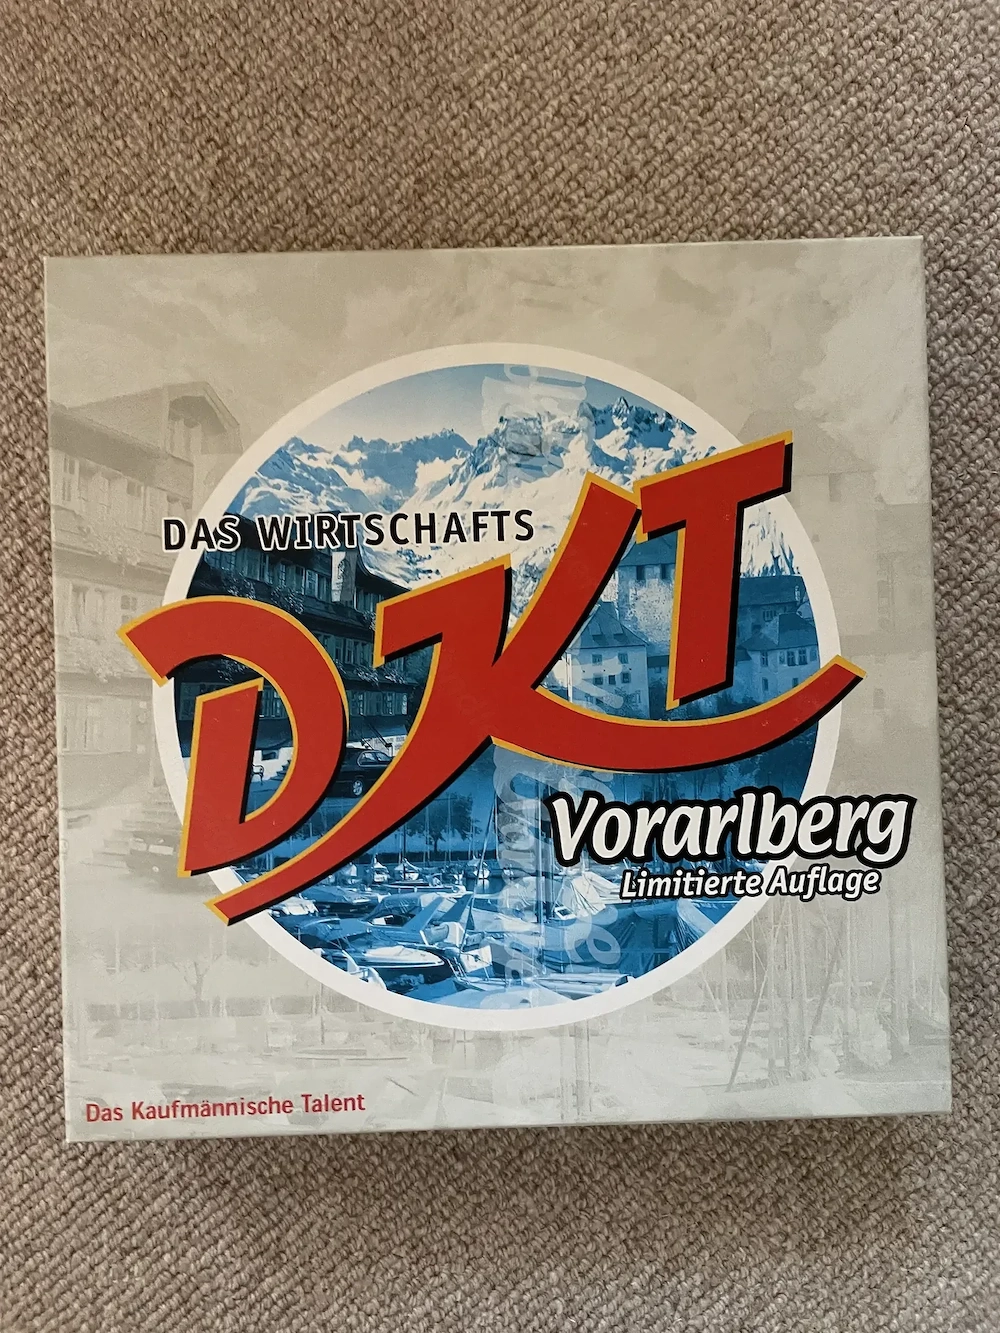 DAS WIRTSCHAFTS
DKT
Vorarlberg
Limitierte Auflage
Das Kaufmännische Talent